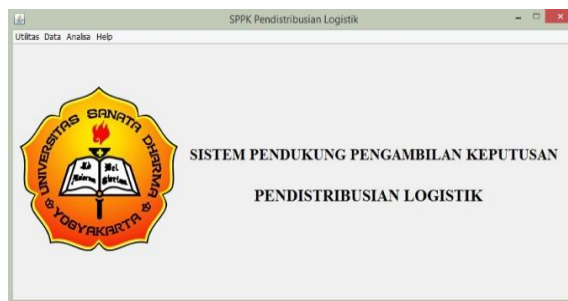 SPPK Pendistribusian Logistik
Utilitas Data Analisa Help
UNIVERSITAS SANATA DHARMA
Ad Maiorem Dei Gloriam
YOGYAKARTA
SISTEM PENDUKUNG PENGAMBILAN KEPUTUSAN
PENDISTRIBUSIAN LOGISTIK